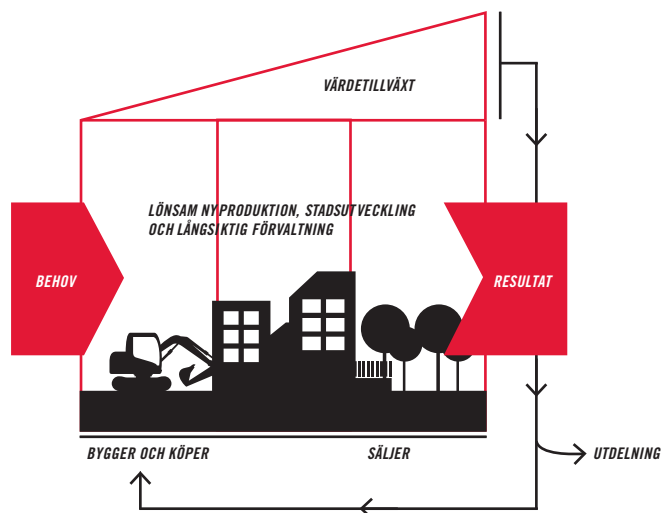 VÄRDETILLVÄXT
LÖNSAM NYPRODUKTION, STADSUTVECKLING
OCH LÅNGSIKTIG FÖRVALTNING
BEHOV
RESULTAT
BYGGER OCH KÖPER
SÄLJER
UTDELNING